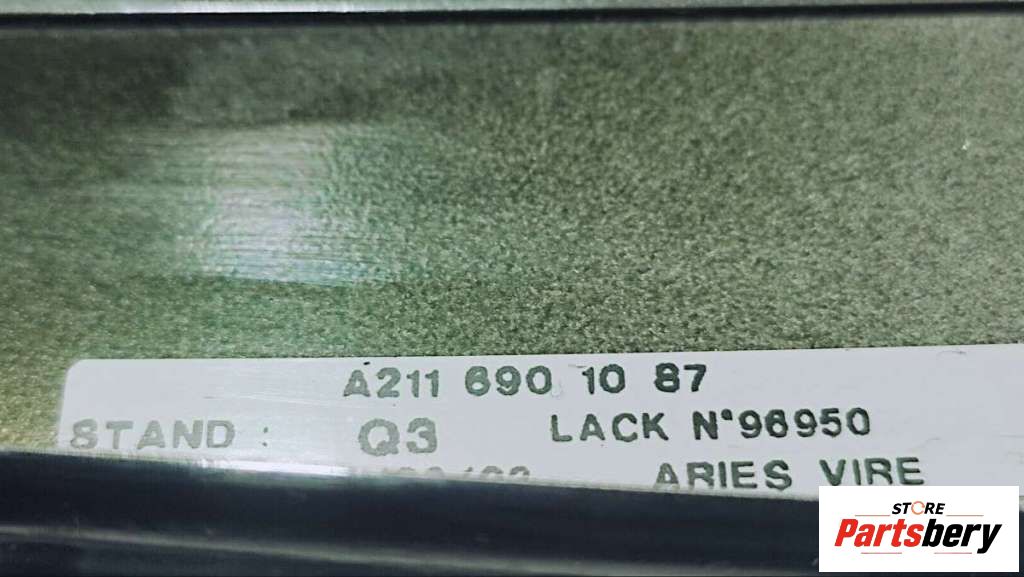 A211 690 10 87
STAND : Q3 LACK N°96950
ARIES VIRE
STORE
Partsbery